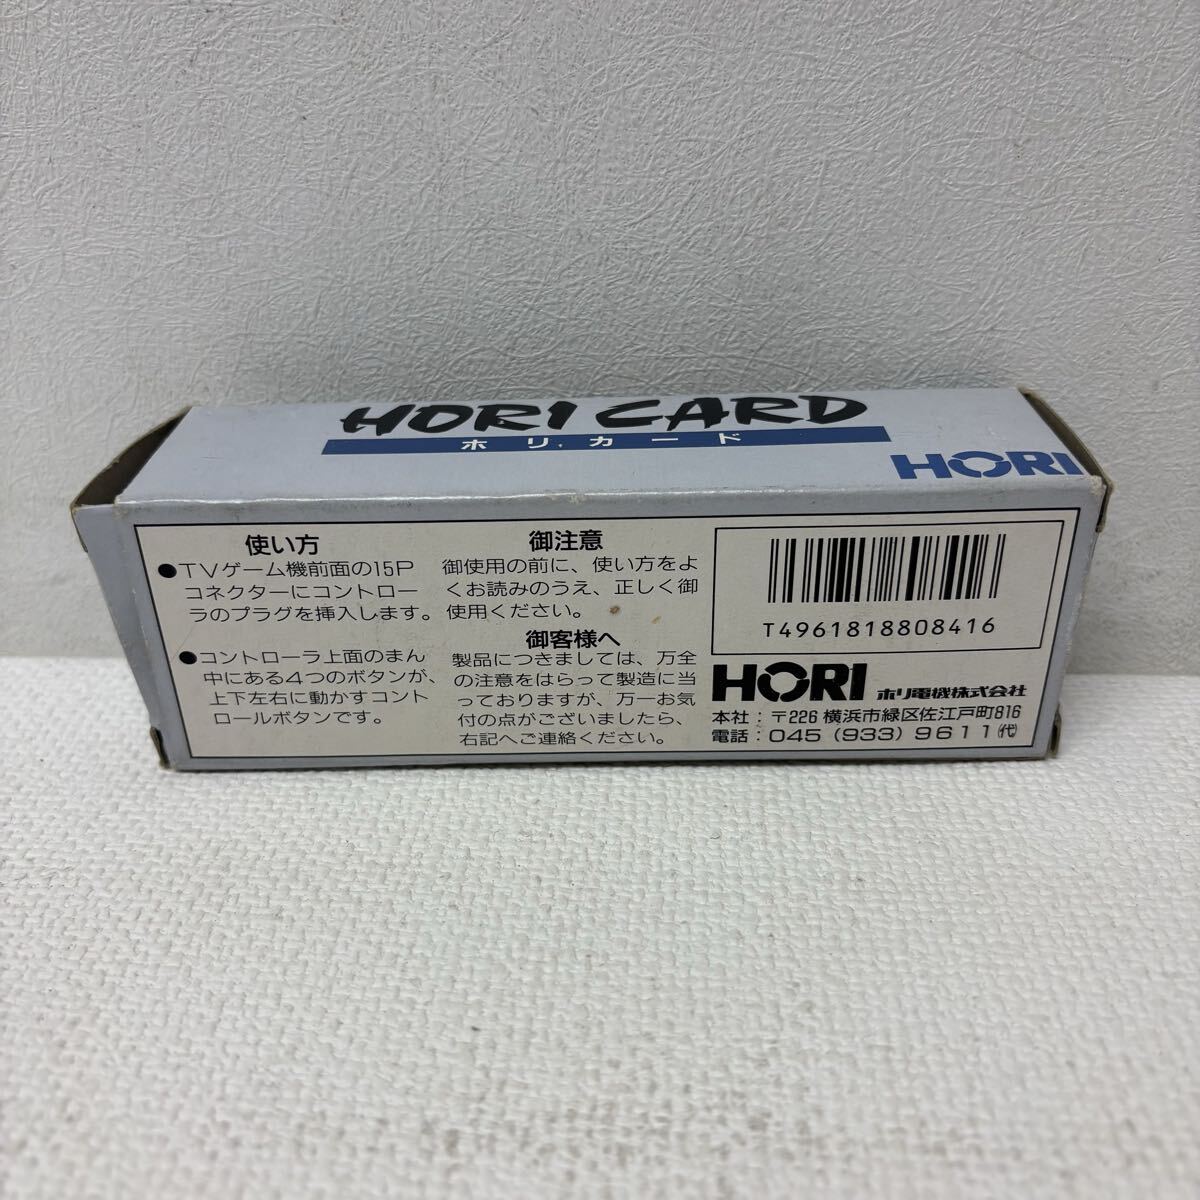 HORI CARD
ホリ・カード
HORI
使い方
●TVゲーム機前面の15P
コネクターにコントロー
ラのプラグを挿入します。
●コントローラ上面のまん
中にある4つのボタンが、
上下左右に動かすコント
ロールボタンです。
御注意
御使用の前に、使い方をよ
くお読みのうえ、正しく御
使用ください。
御客様へ
製品につきましては、万全
の注意をはらって製造に当
っておりますが、万一お気
付の点がございましたら、
右記へご連絡ください。
T4961818808416
HORI ホリ電機株式会社
本社:〒226 横浜市緑区佐江戸町816
電話:045(933)9611㈹